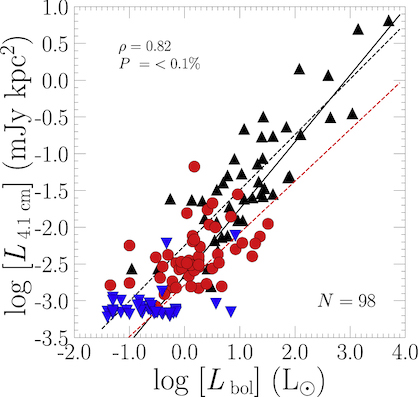 ρ = 0.82
P = < 0.1%
log [L 4.1 cm] (mJy kpc²)
1.0
0.5
0.0
-0.5
-1.0
-1.5
-2.0
-2.5
-3.0
-3.5
N = 98
-2.0 -1.0 0.0 1.0 2.0 3.0 4.0
log [L bol] (L⊙)